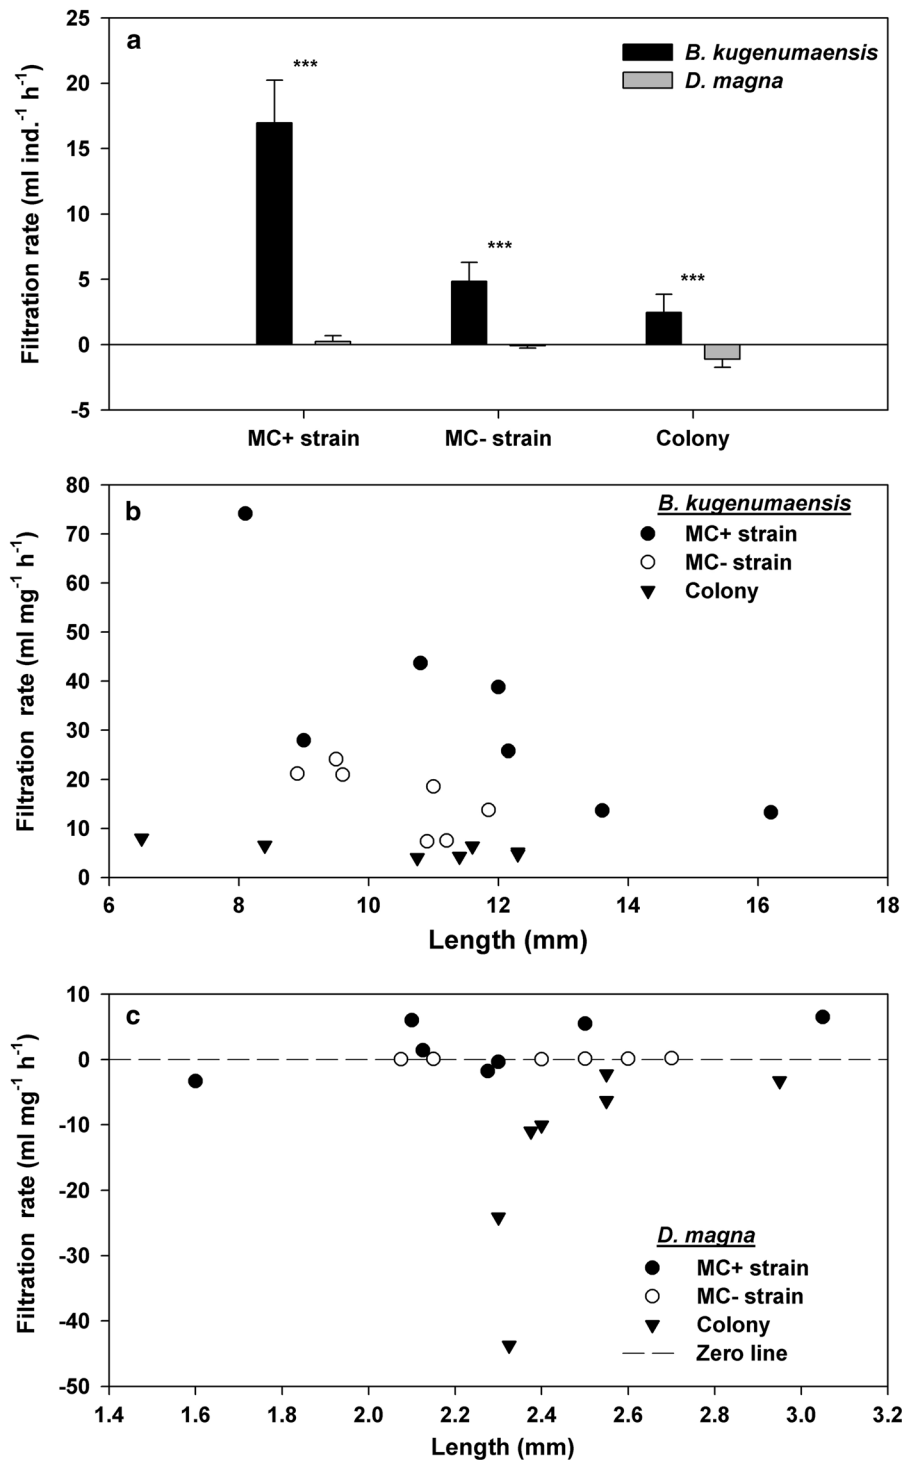 a
B. kugenumaensis
D. magna
***
***
***
25
20
15
10
5
0
-5
Filtration rate (ml ind.⁻¹ h⁻¹)
MC+ strain MC- strain Colony
b
B. kugenumaensis
MC+ strain
MC- strain
Colony
80
70
60
50
40
30
20
10
0
Filtration rate (ml mg⁻¹ h⁻¹)
6 8 10 12 14 16 18
Length (mm)
c
10
0
-10
-20
-30
-40
-50
Filtration rate (ml mg⁻¹ h⁻¹)
D. magna
MC+ strain
MC- strain
Colony
Zero line
1.4 1.6 1.8 2.0 2.2 2.4 2.6 2.8 3.0 3.2
Length (mm)